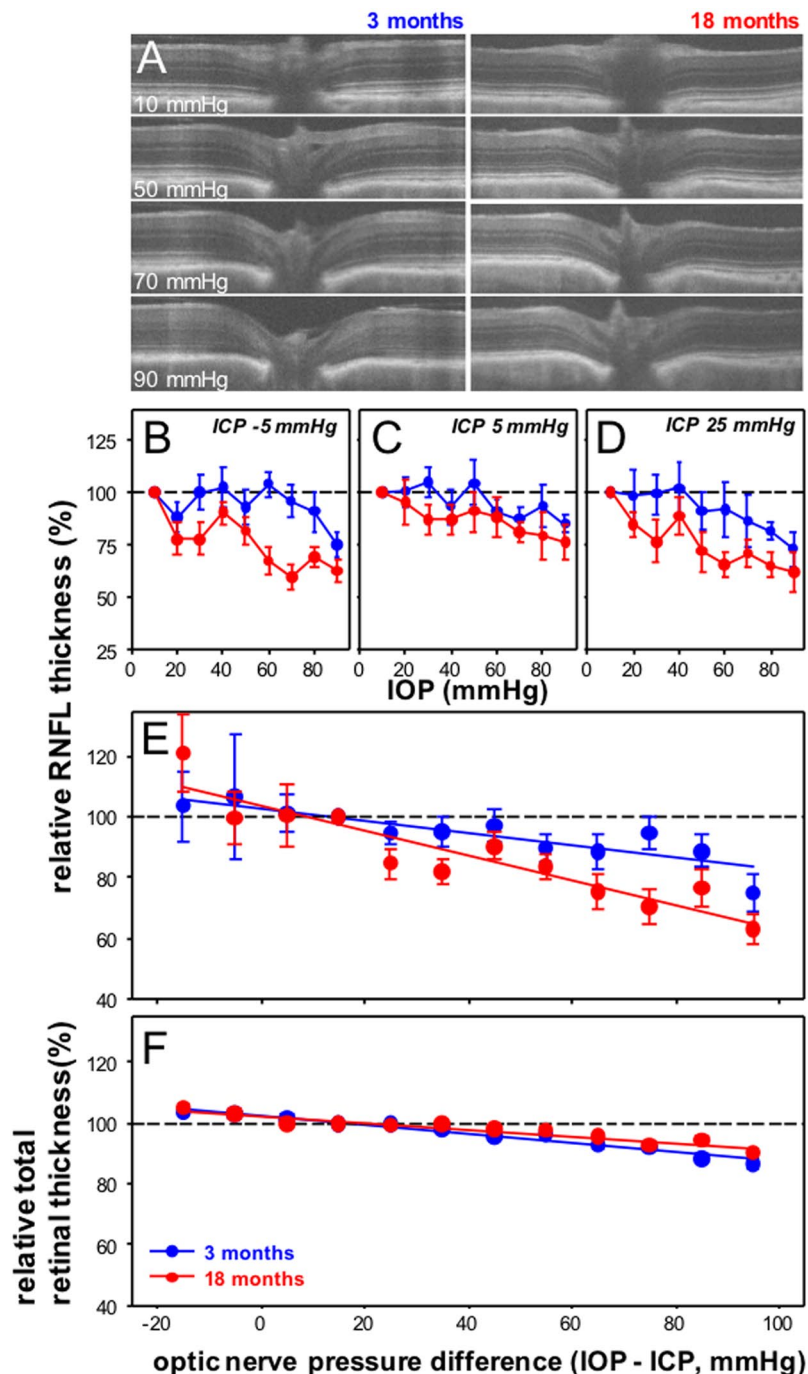 3 months 18 months
A
10 mmHg
50 mmHg
70 mmHg
90 mmHg
B ICP -5 mmHg C ICP 5 mmHg D ICP 25 mmHg
125
100
75
50
25
0 20 40 60 80 0 20 40 60 80 0 20 40 60 80
IOP (mmHg)
relative RNFL thickness (%)
E
120
100
80
60
40
F
120
100
80
60
40
relative total
retinal thickness(%)
3 months
18 months
-20 0 20 40 60 80 100
optic nerve pressure difference (IOP - ICP, mmHg)